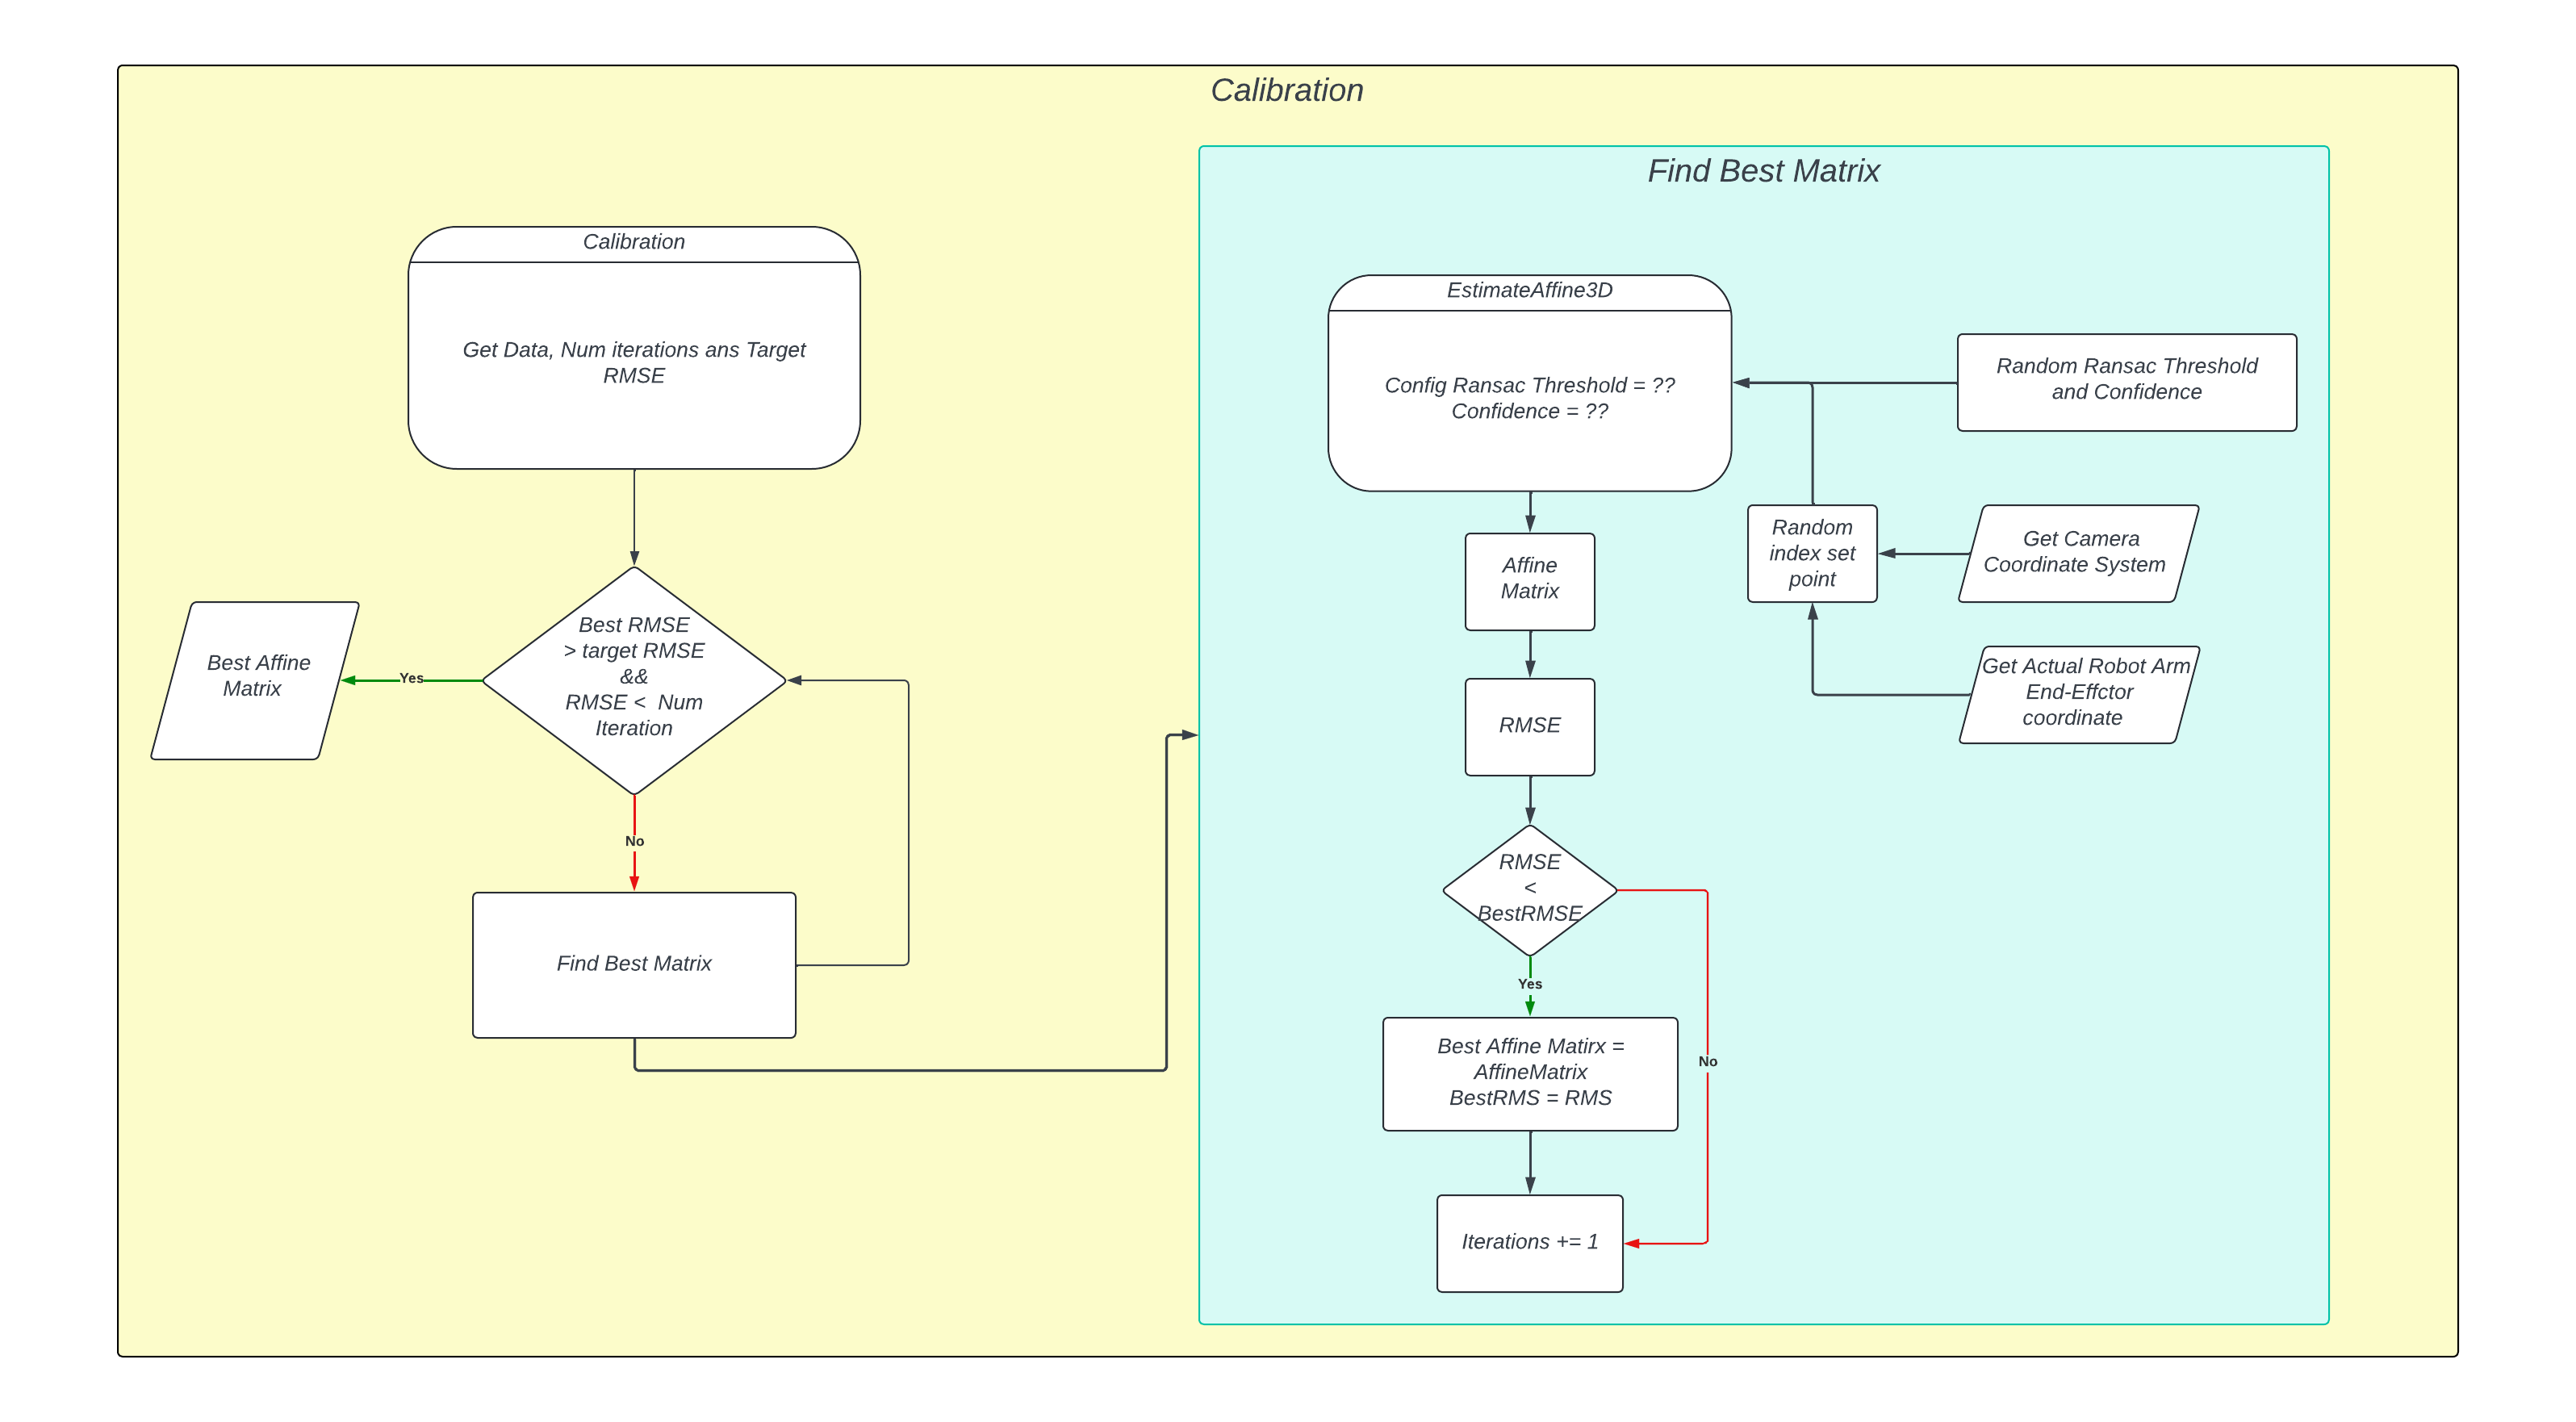 Calibration
Calibration
Get Data, Num iterations ans Target
RMSE
Best RMSE
> target RMSE
&&
RMSE < Num
Iteration
Yes
Best Affine
Matrix
No
Find Best Matrix
Find Best Matrix
EstimateAffine3D
Config Ransac Threshold = ??
Confidence = ??
Random Ransac Threshold
and Confidence
Random
index set
point
Get Camera
Coordinate System
Get Actual Robot Arm
End-Effctor
coordinate
Affine
Matrix
RMSE
RMSE
<
BestRMSE
Yes
No
Best Affine Matirx =
AffineMatrix
BestRMS = RMS
Iterations += 1